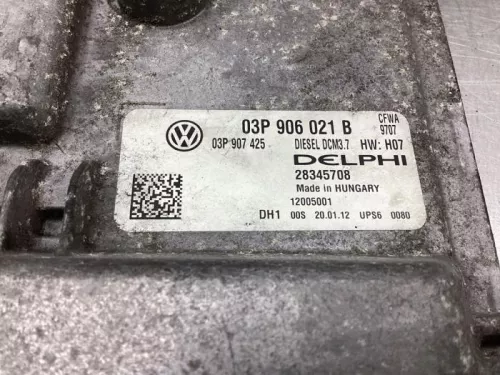 03P 906 021 B CFWA
9707
03P 907 425 DIESEL DCM3.7 HW: H07
DELPHI
28345708
Made in HUNGARY
12005001
DH1 00S 20.01.12 UPS6 0080